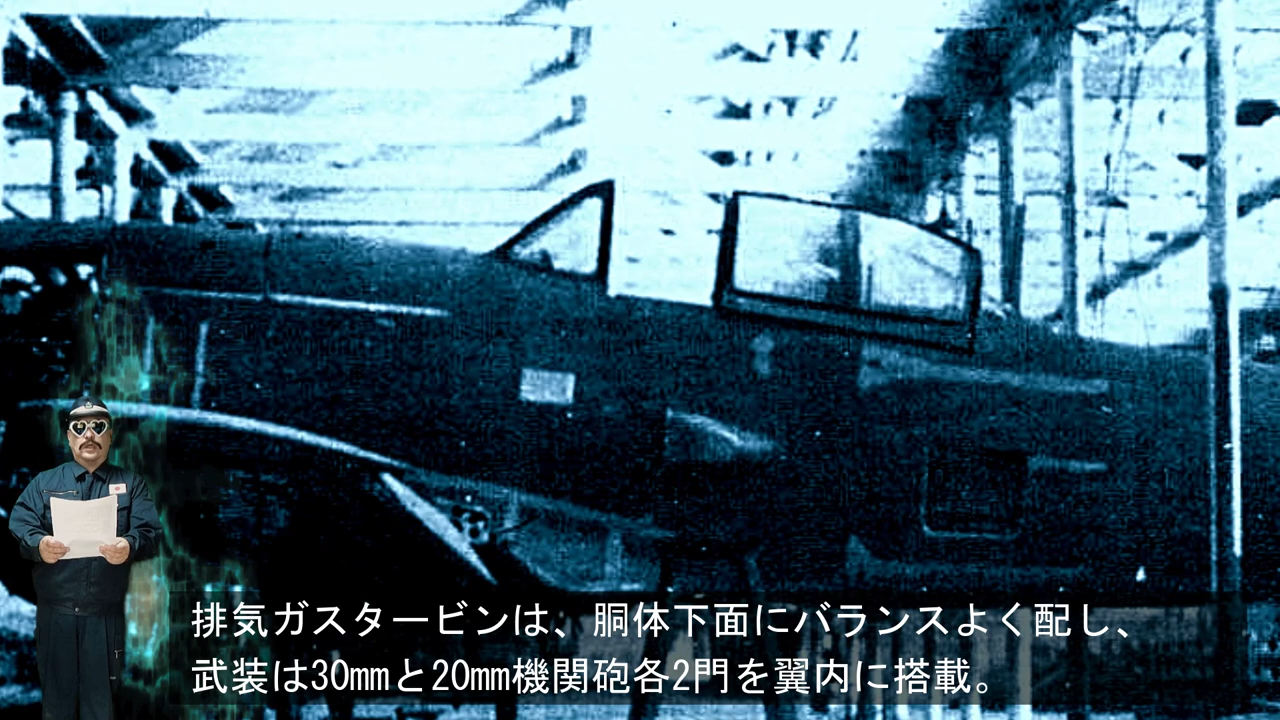 排気ガスタービンは、胴体下面にバランスよく配し、
武装は30mmと20mm機関砲各2門を翼内に搭載。